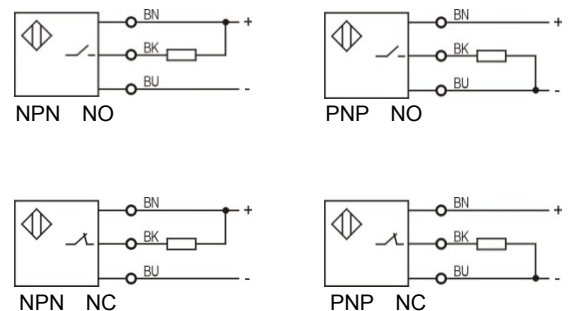 BN +
BK
BU -
NPN NO
BN +
BK
BU -
PNP NO
BN +
BK
BU -
NPN NC
BN +
BK
BU -
PNP NC